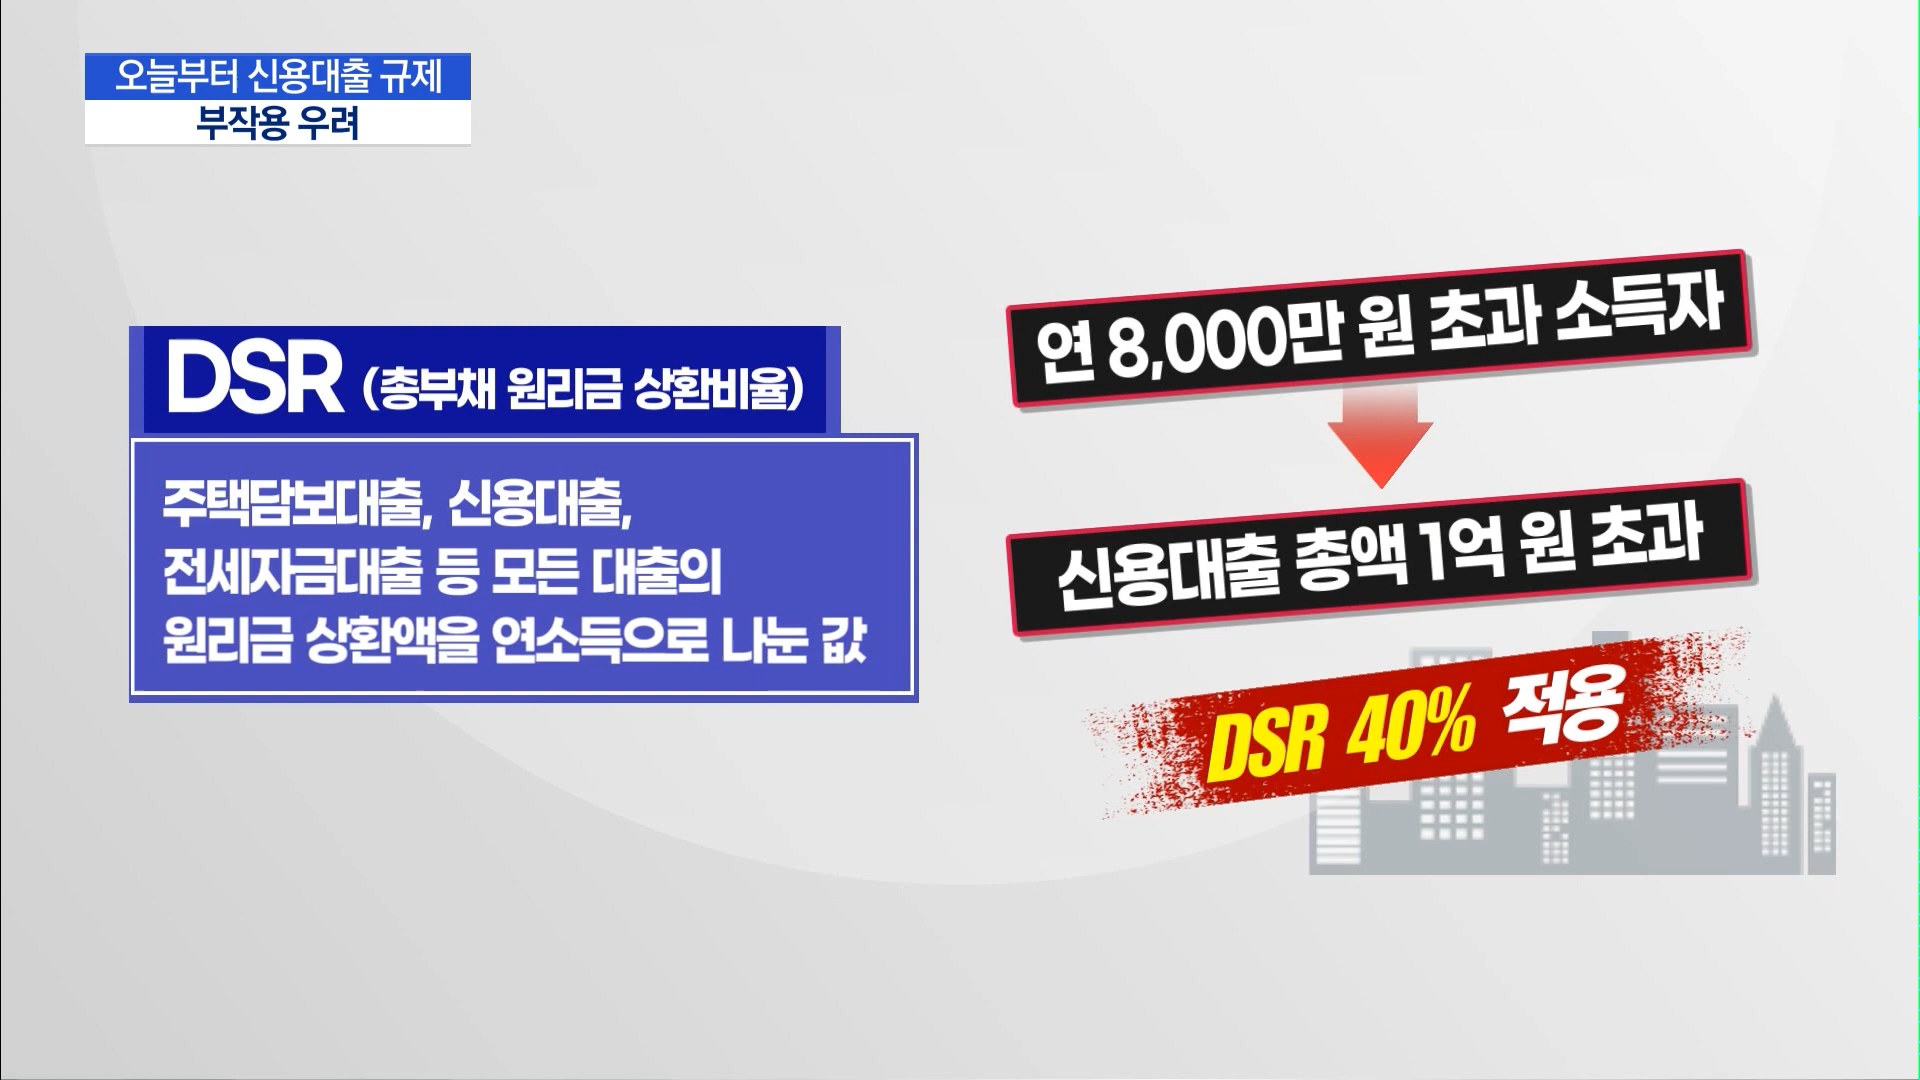 오늘부터 신용대출 규제
부작용 우려
DSR (총부채 원리금 상환비율)
주택담보대출, 신용대출,
전세자금대출 등 모든 대출의
원리금 상환액을 연소득으로 나눈 값
연 8,000만 원 초과 소득자
신용대출 총액 1억 원 초과
DSR 40% 적용